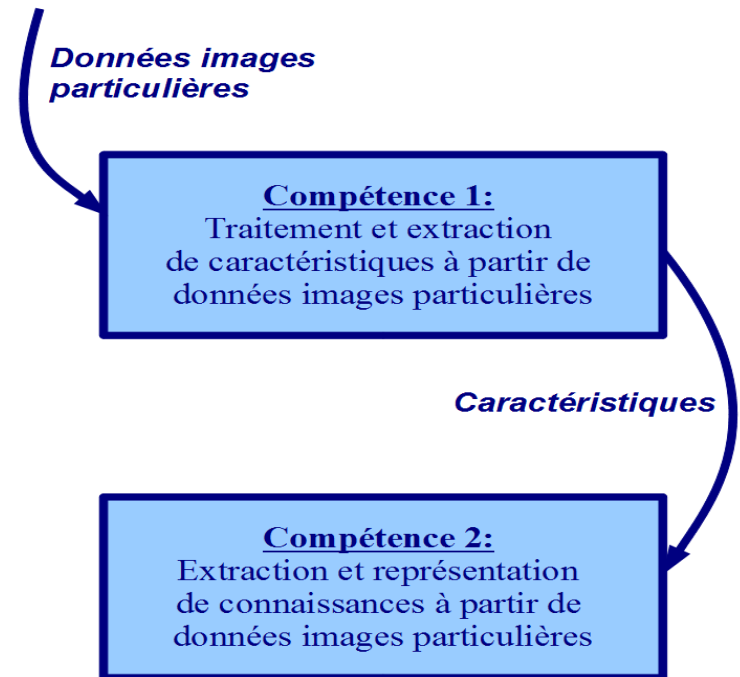 Données images
particulières
Compétence 1:
Traitement et extraction
de caractéristiques à partir de
données images particulières
Caractéristiques
Compétence 2:
Extraction et représentation
de connaissances à partir de
données images particulières